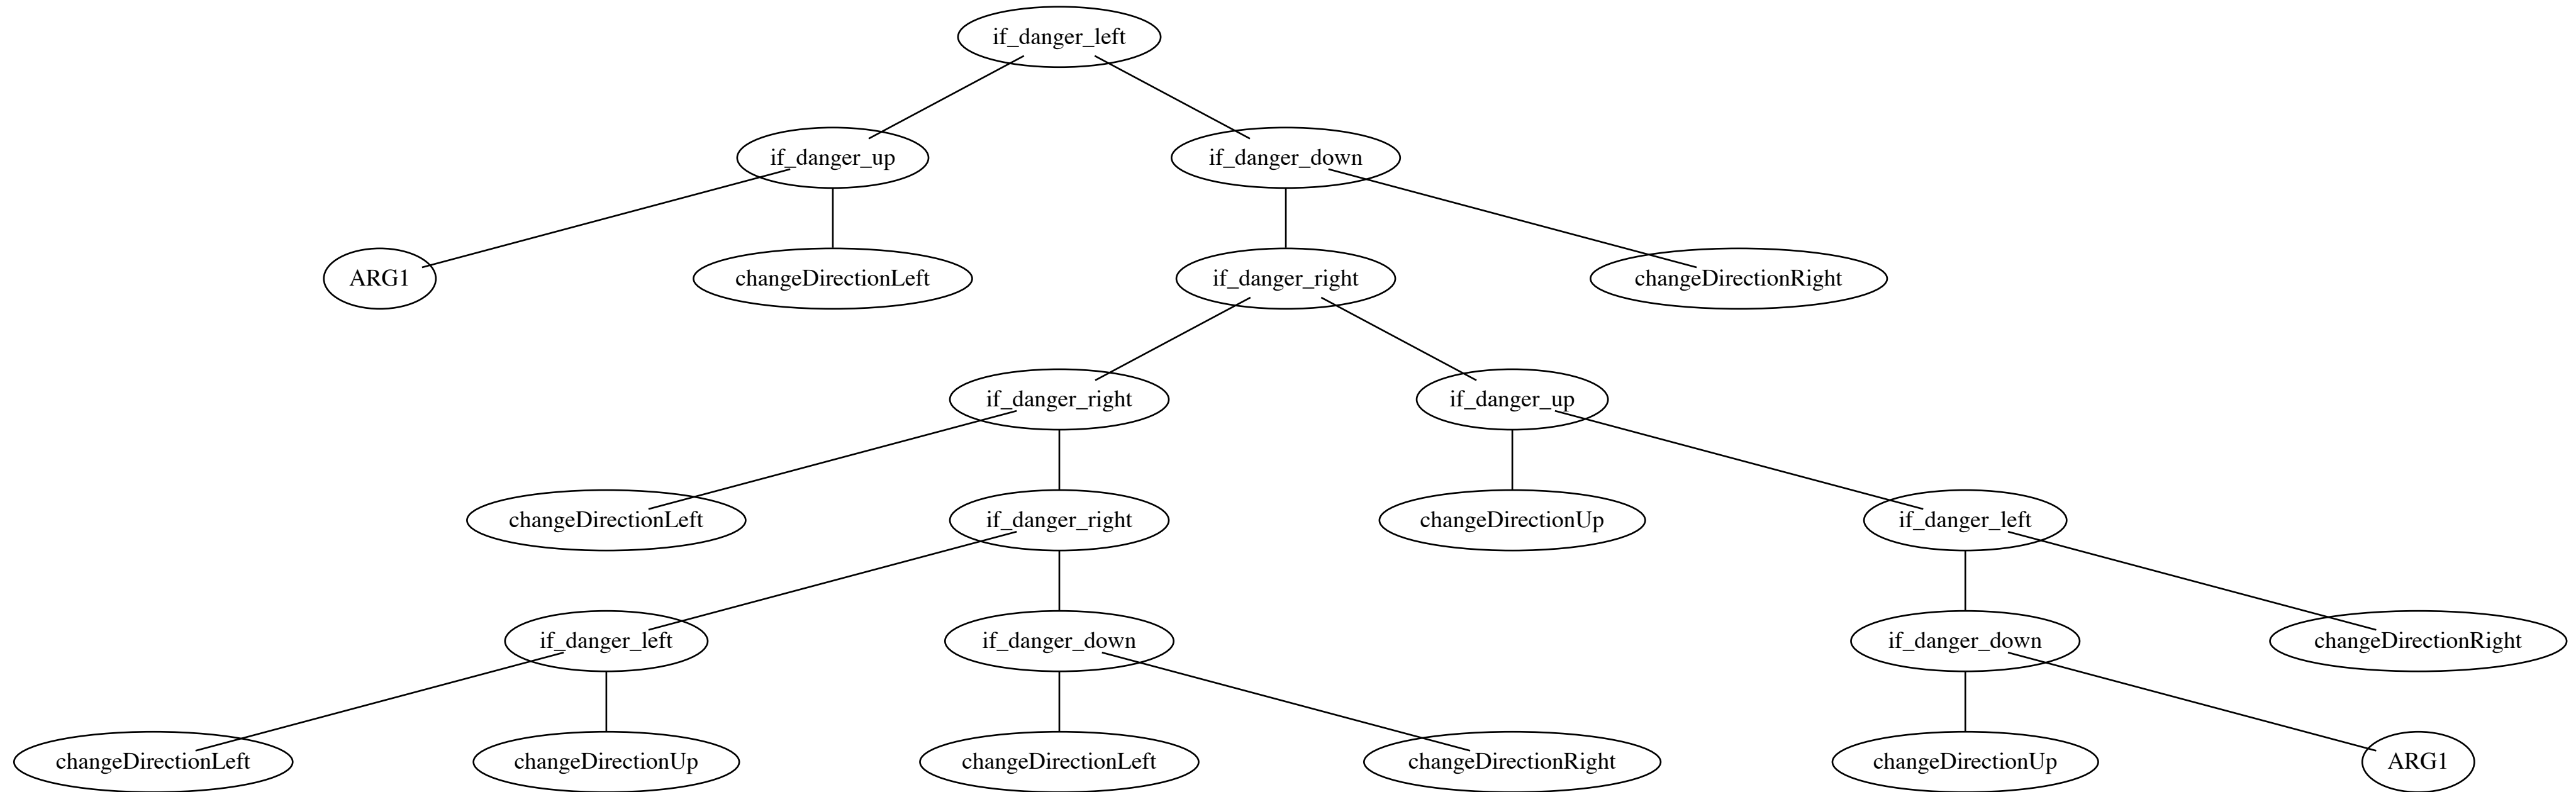 if_danger_left
if_danger_up
if_danger_down
ARG1
changeDirectionLeft
if_danger_right
changeDirectionRight
if_danger_right
if_danger_up
changeDirectionLeft
if_danger_right
changeDirectionUp
if_danger_left
if_danger_left
if_danger_down
if_danger_down
changeDirectionRight
changeDirectionLeft
changeDirectionUp
changeDirectionLeft
changeDirectionRight
changeDirectionUp
ARG1